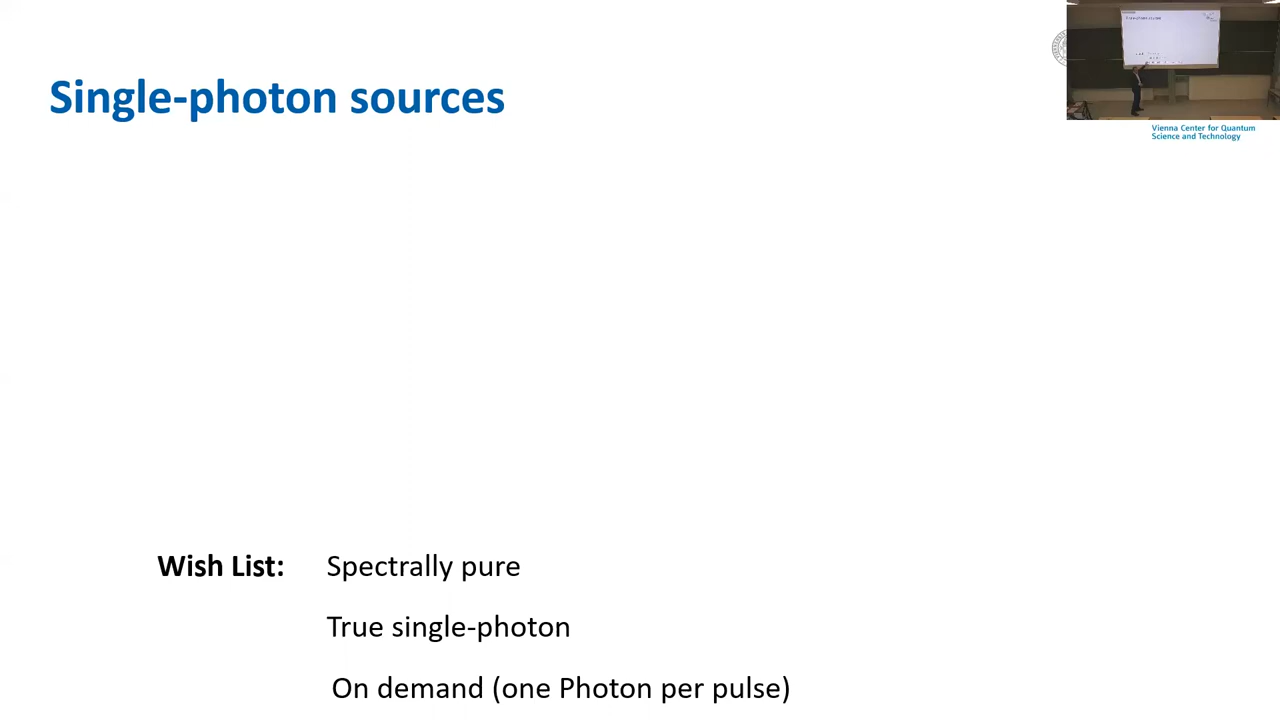 Single-photon sources
Vienna Center for Quantum
Science and Technology
Wish List: Spectrally pure
True single-photon
On demand (one Photon per pulse)